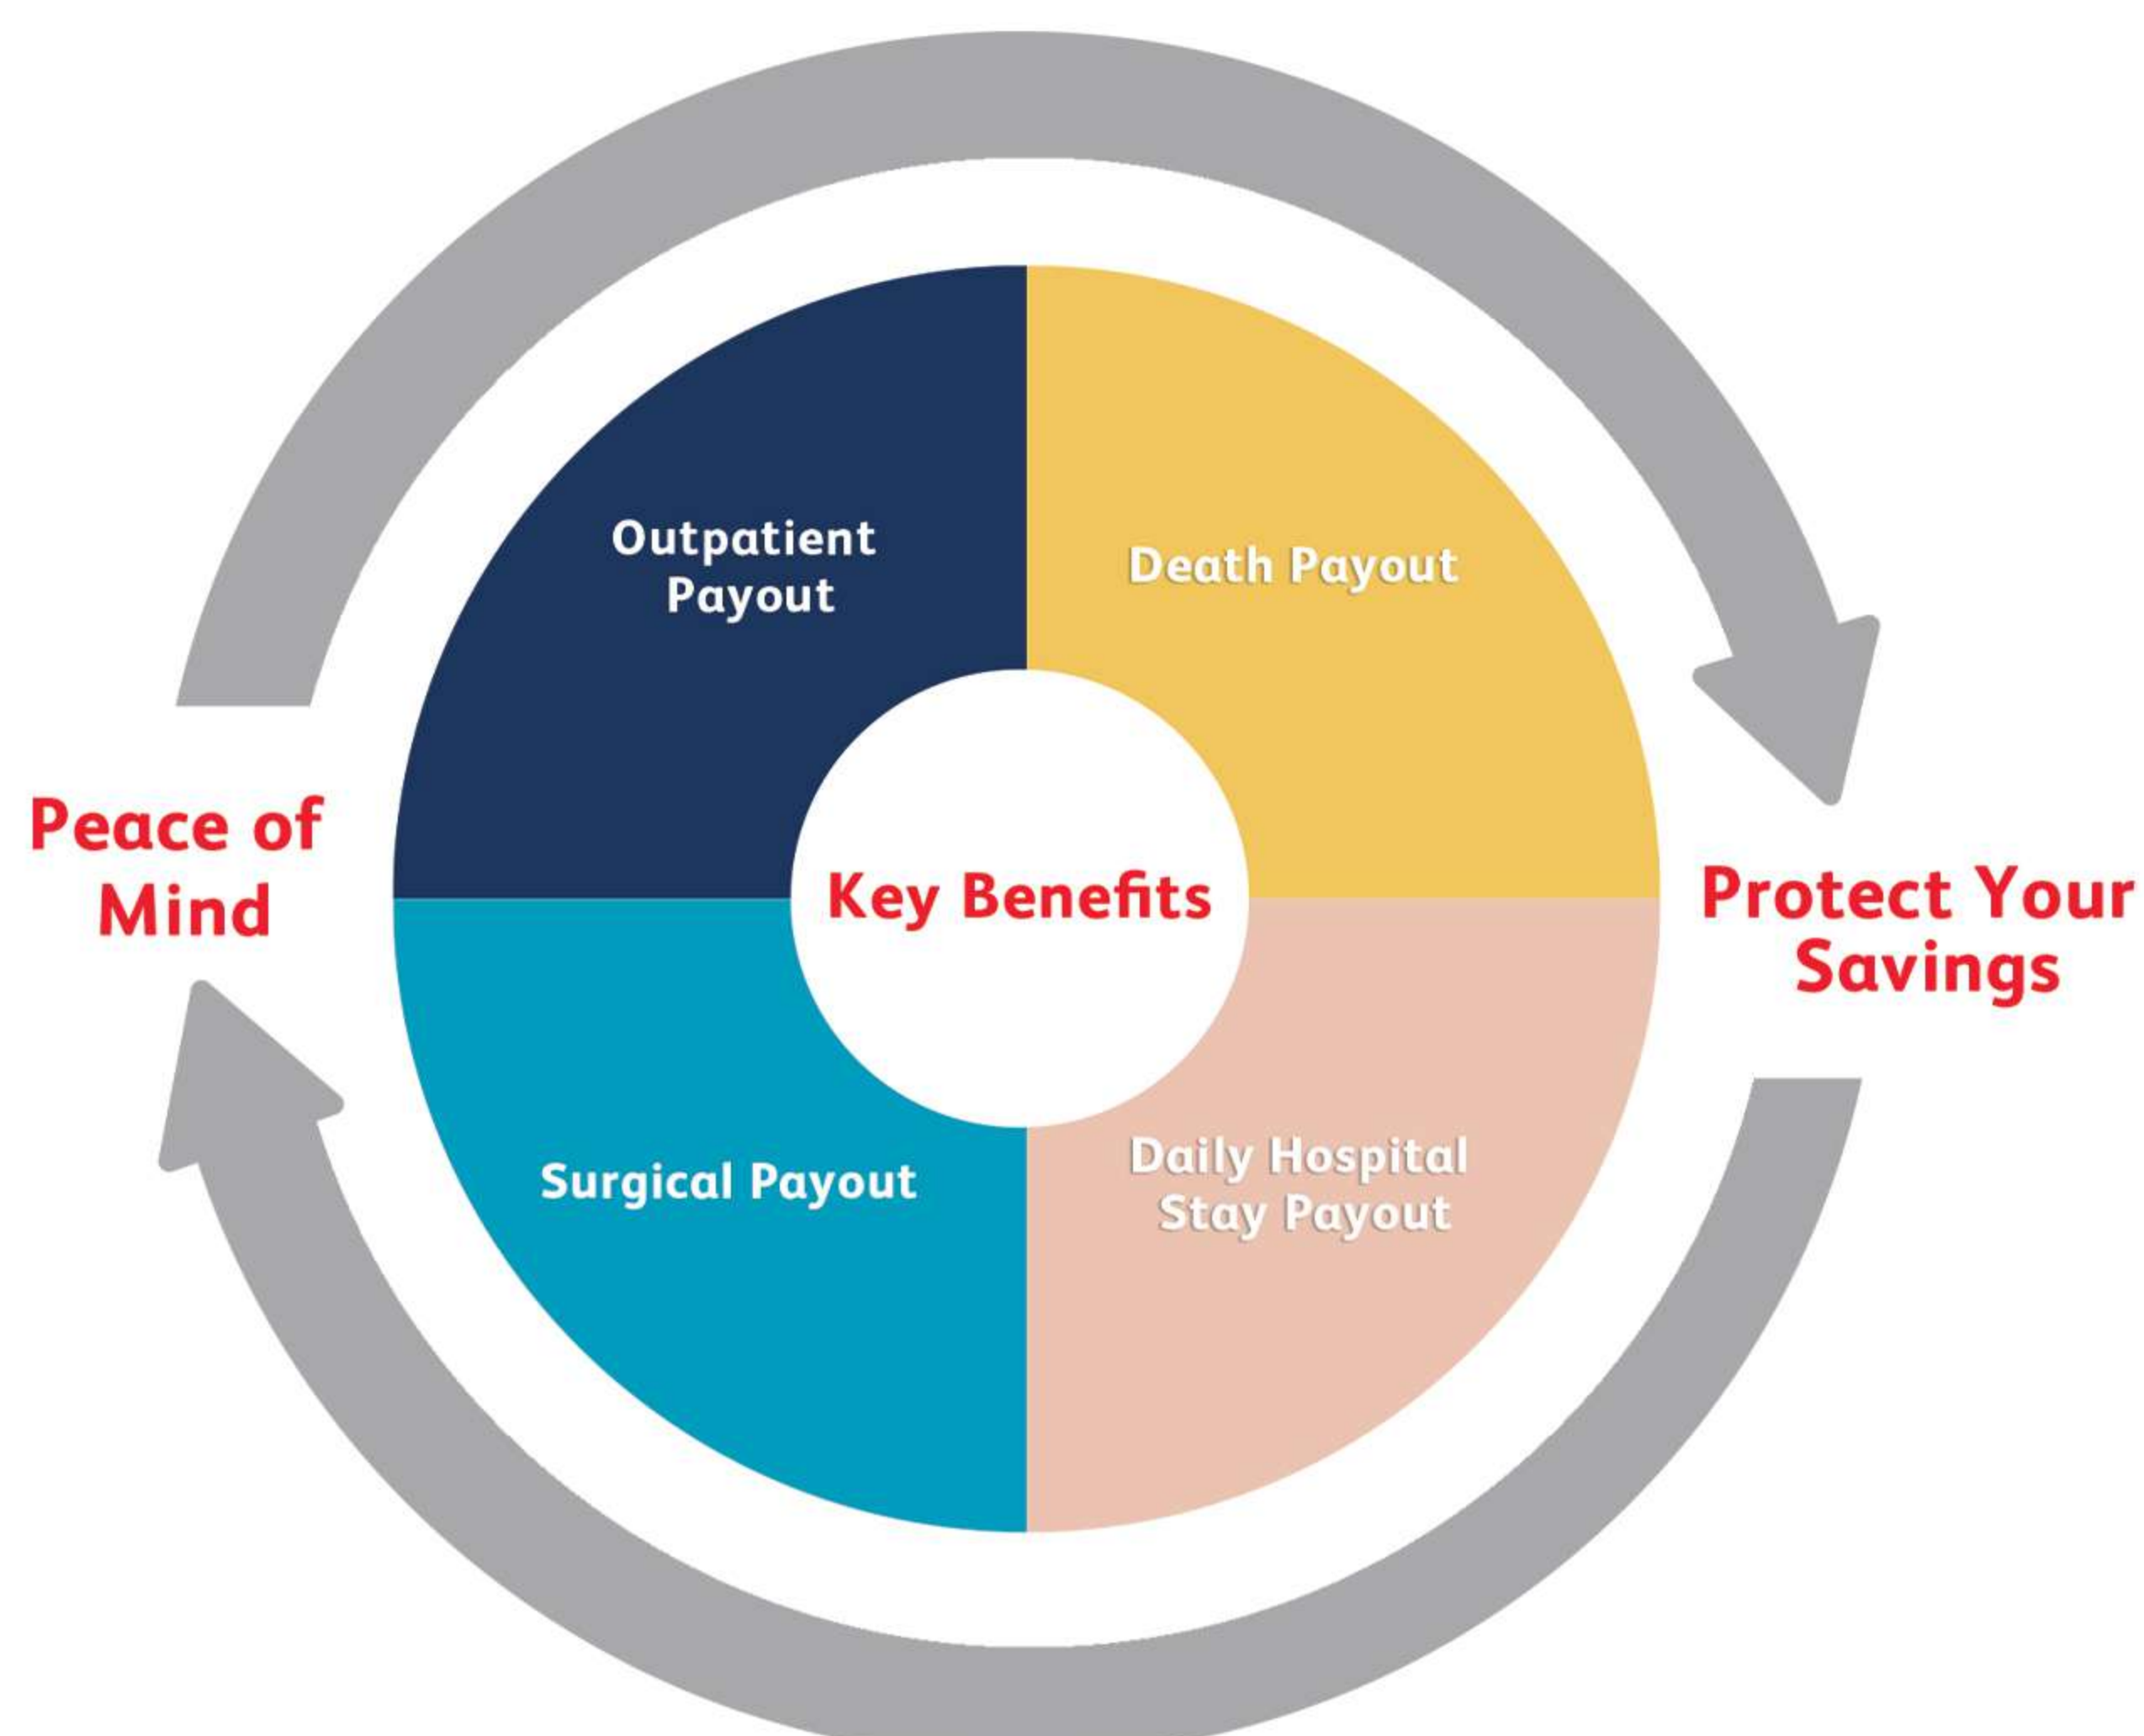 Outpatient
Payout
Death Payout
Peace of
Mind
Key Benefits
Protect Your
Savings
Surgical Payout
Daily Hospital
Stay Payout